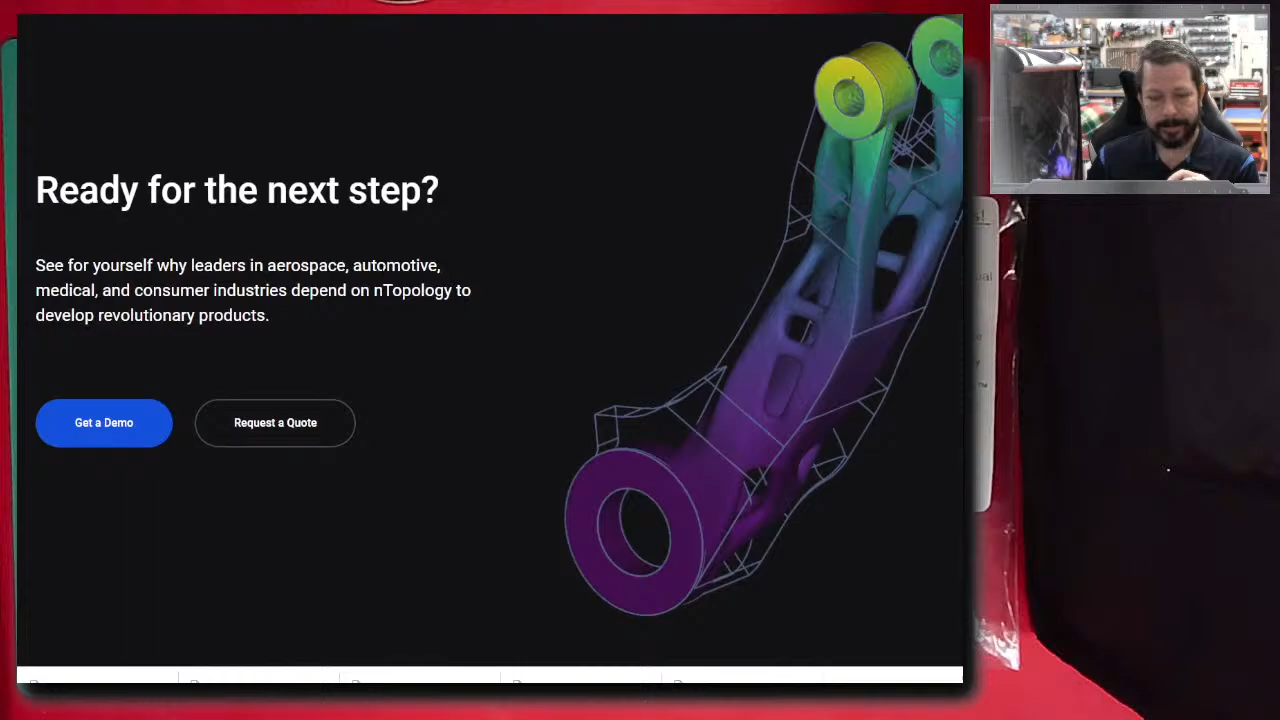 Ready for the next step?
See for yourself why leaders in aerospace, automotive,
medical, and consumer industries depend on nTopology to
develop revolutionary products.
Get a Demo
Request a Quote